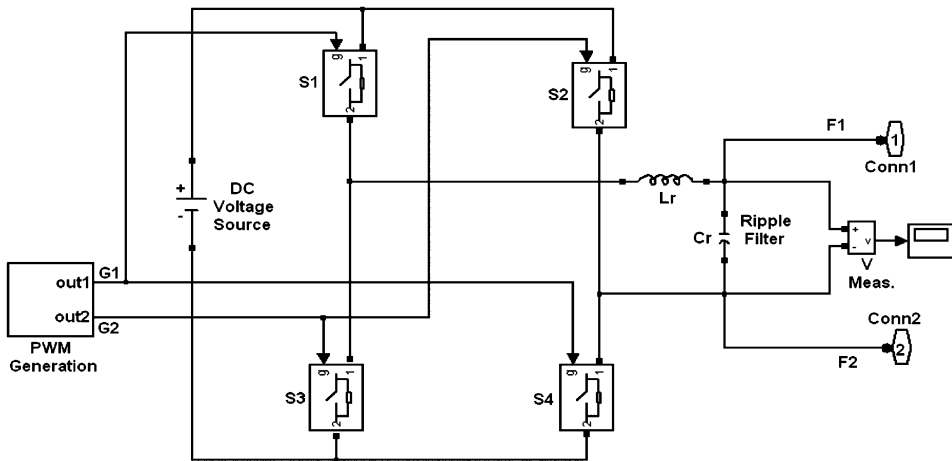 g
1
S1
2
g
1
S2
2
F1
1
Conn1
+
-
DC
Voltage
Source
Lr
Cr
Ripple
Filter
+
-
v
V
Meas.
out1
G1
out2
G2
PWM
Generation
g
1
S3
2
g
1
S4
2
Conn2
2
F2